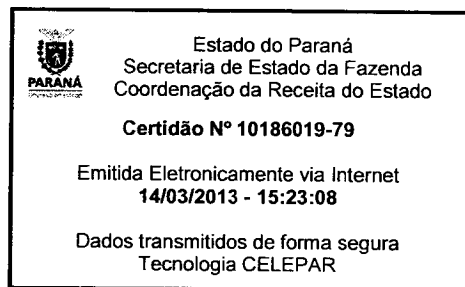 PARANÁ
Estado do Paraná
Secretaria de Estado da Fazenda
Coordenação da Receita do Estado
Certidão Nº 10186019-79
Emitida Eletronicamente via Internet
14/03/2013 - 15:23:08
Dados transmitidos de forma segura
Tecnologia CELEPAR